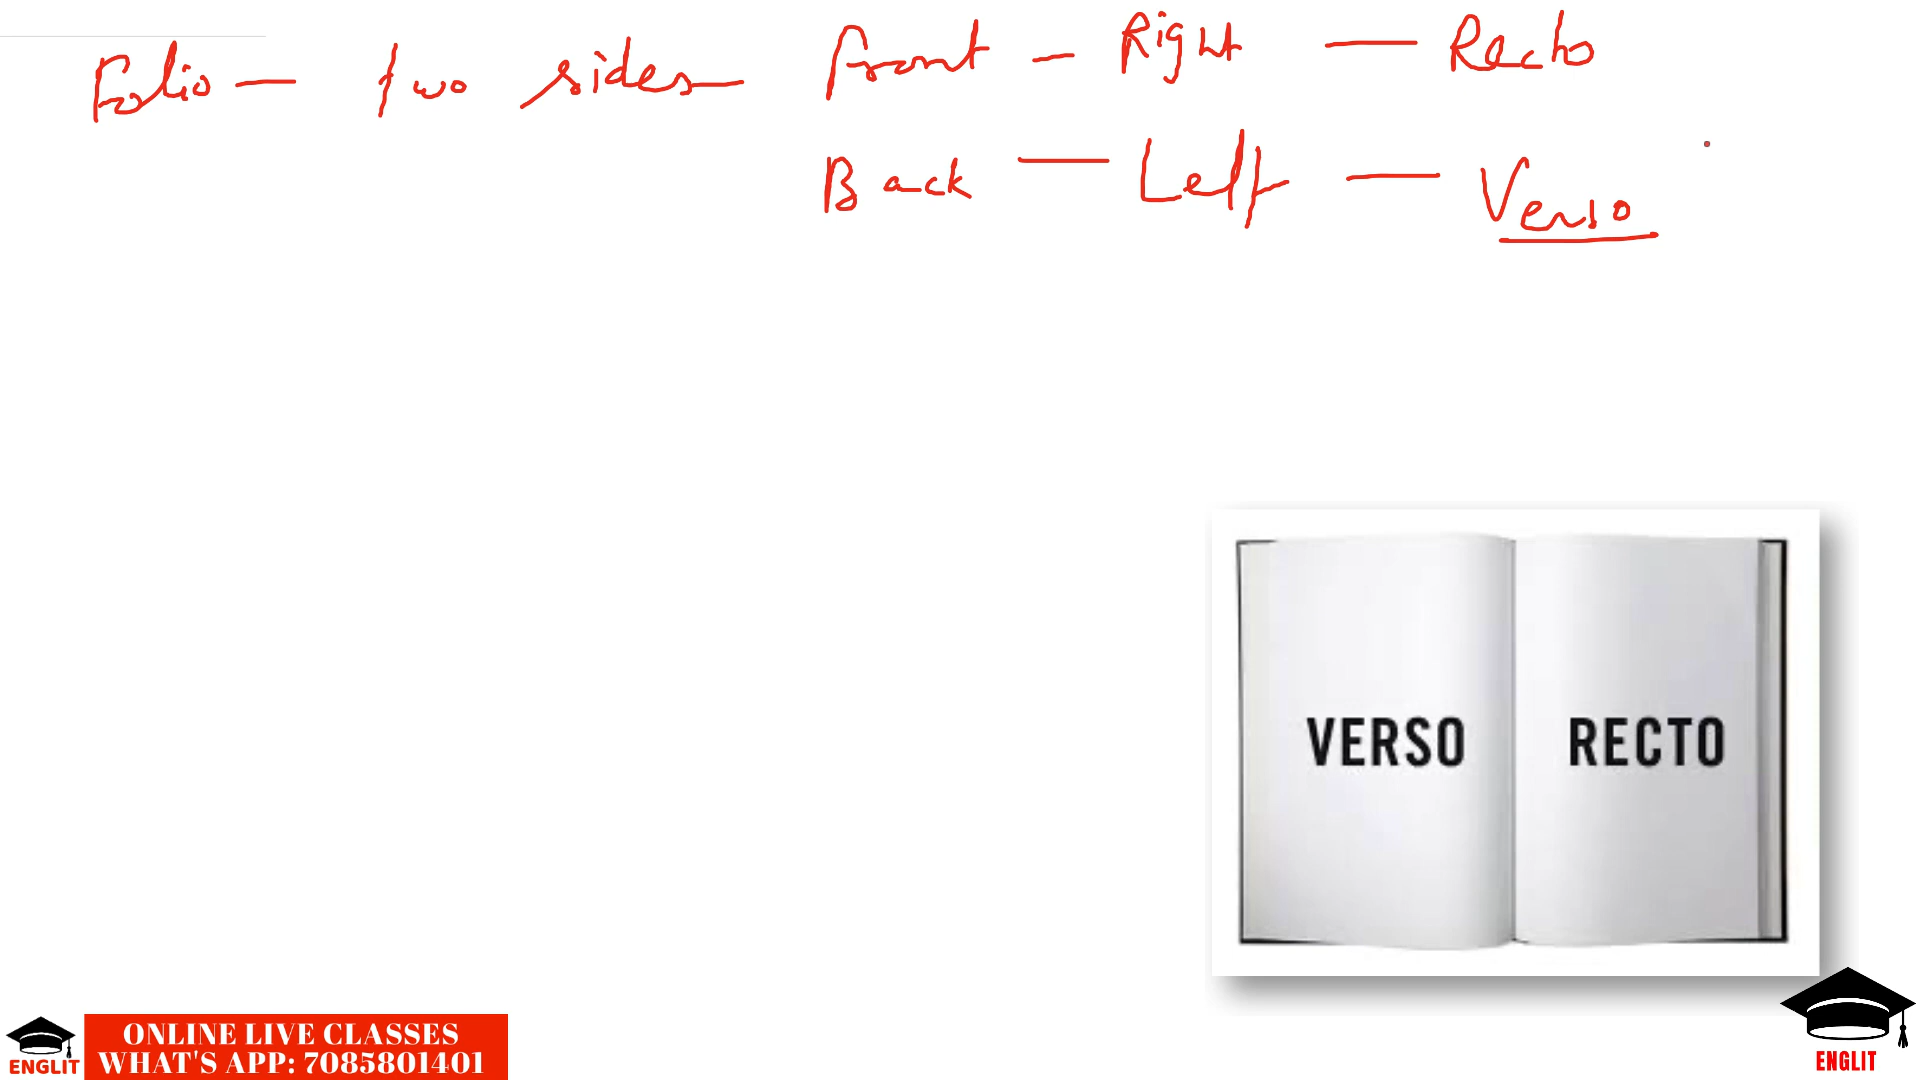 Folio — two sides — front — Right — Recto
Back — Left — Verso
VERSO RECTO
ONLINE LIVE CLASSES
WHAT'S APP: 7085801401
ENGLIT
ENGLIT